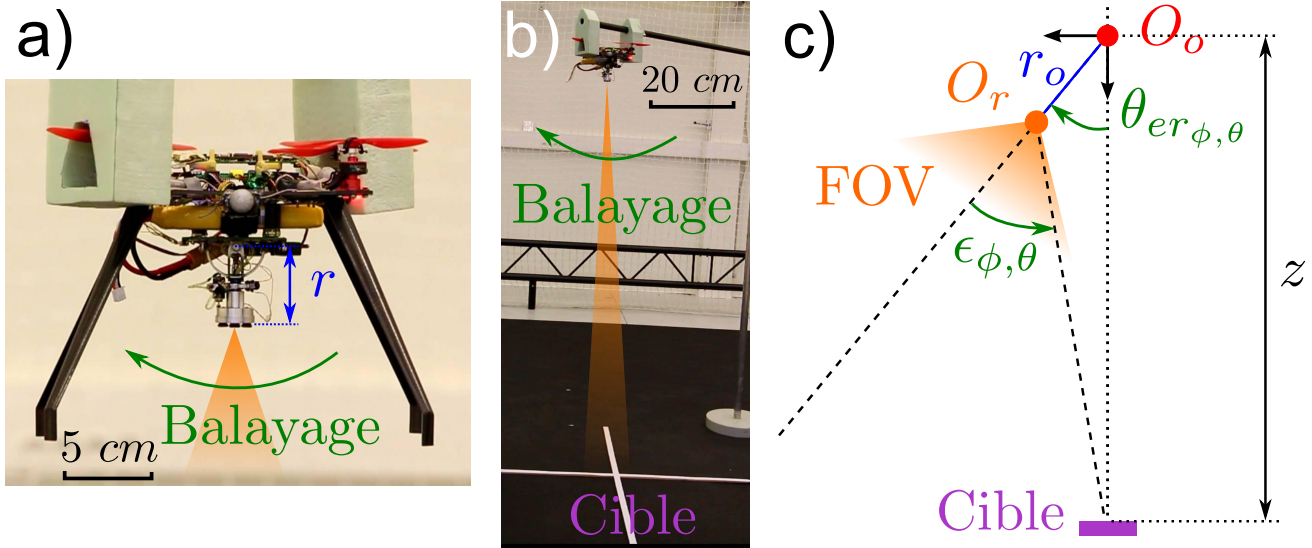 a)
r
Balayage
5 cm
b)
20 cm
Balayage
Cible
c)
O_o
r_o
O_r
θ_{er_{ϕ,θ}}
FOV
ϵ_{ϕ,θ}
z
Cible